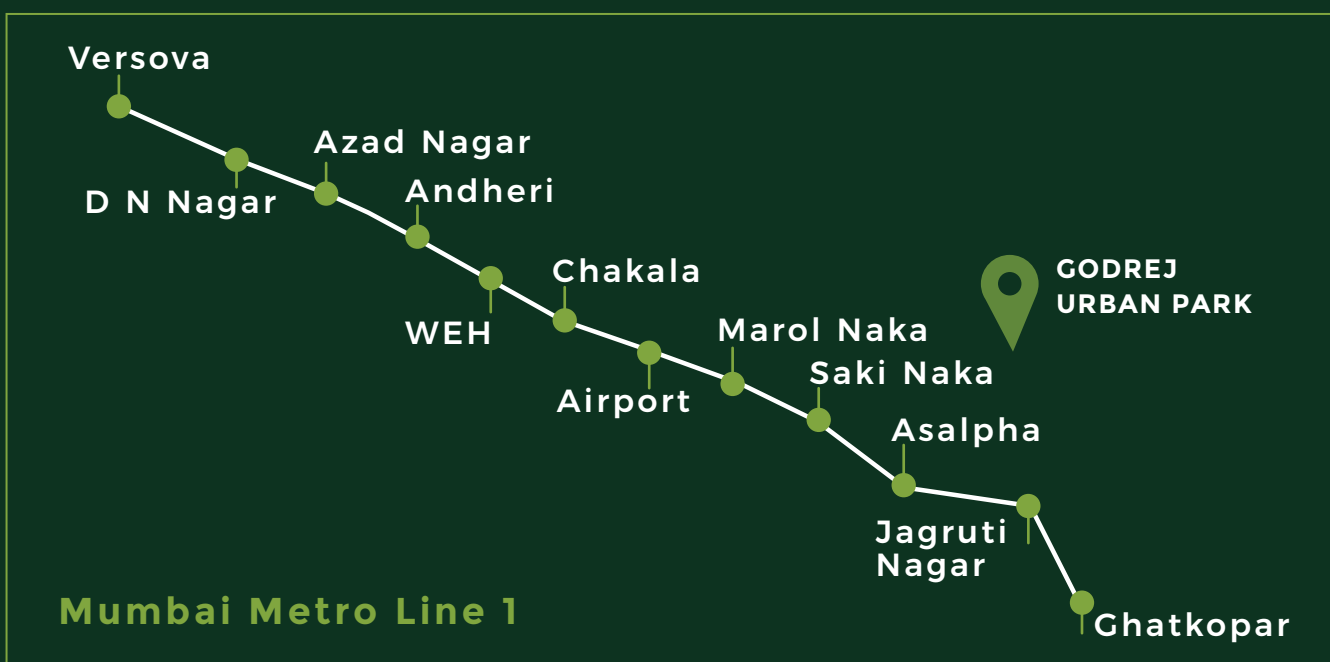 Versova
Azad Nagar
D N Nagar
Andheri
Chakala
GODREJ
URBAN PARK
WEH
Marol Naka
Saki Naka
Airport
Asalpha
Jagruti
Nagar
Mumbai Metro Line 1
Ghatkopar